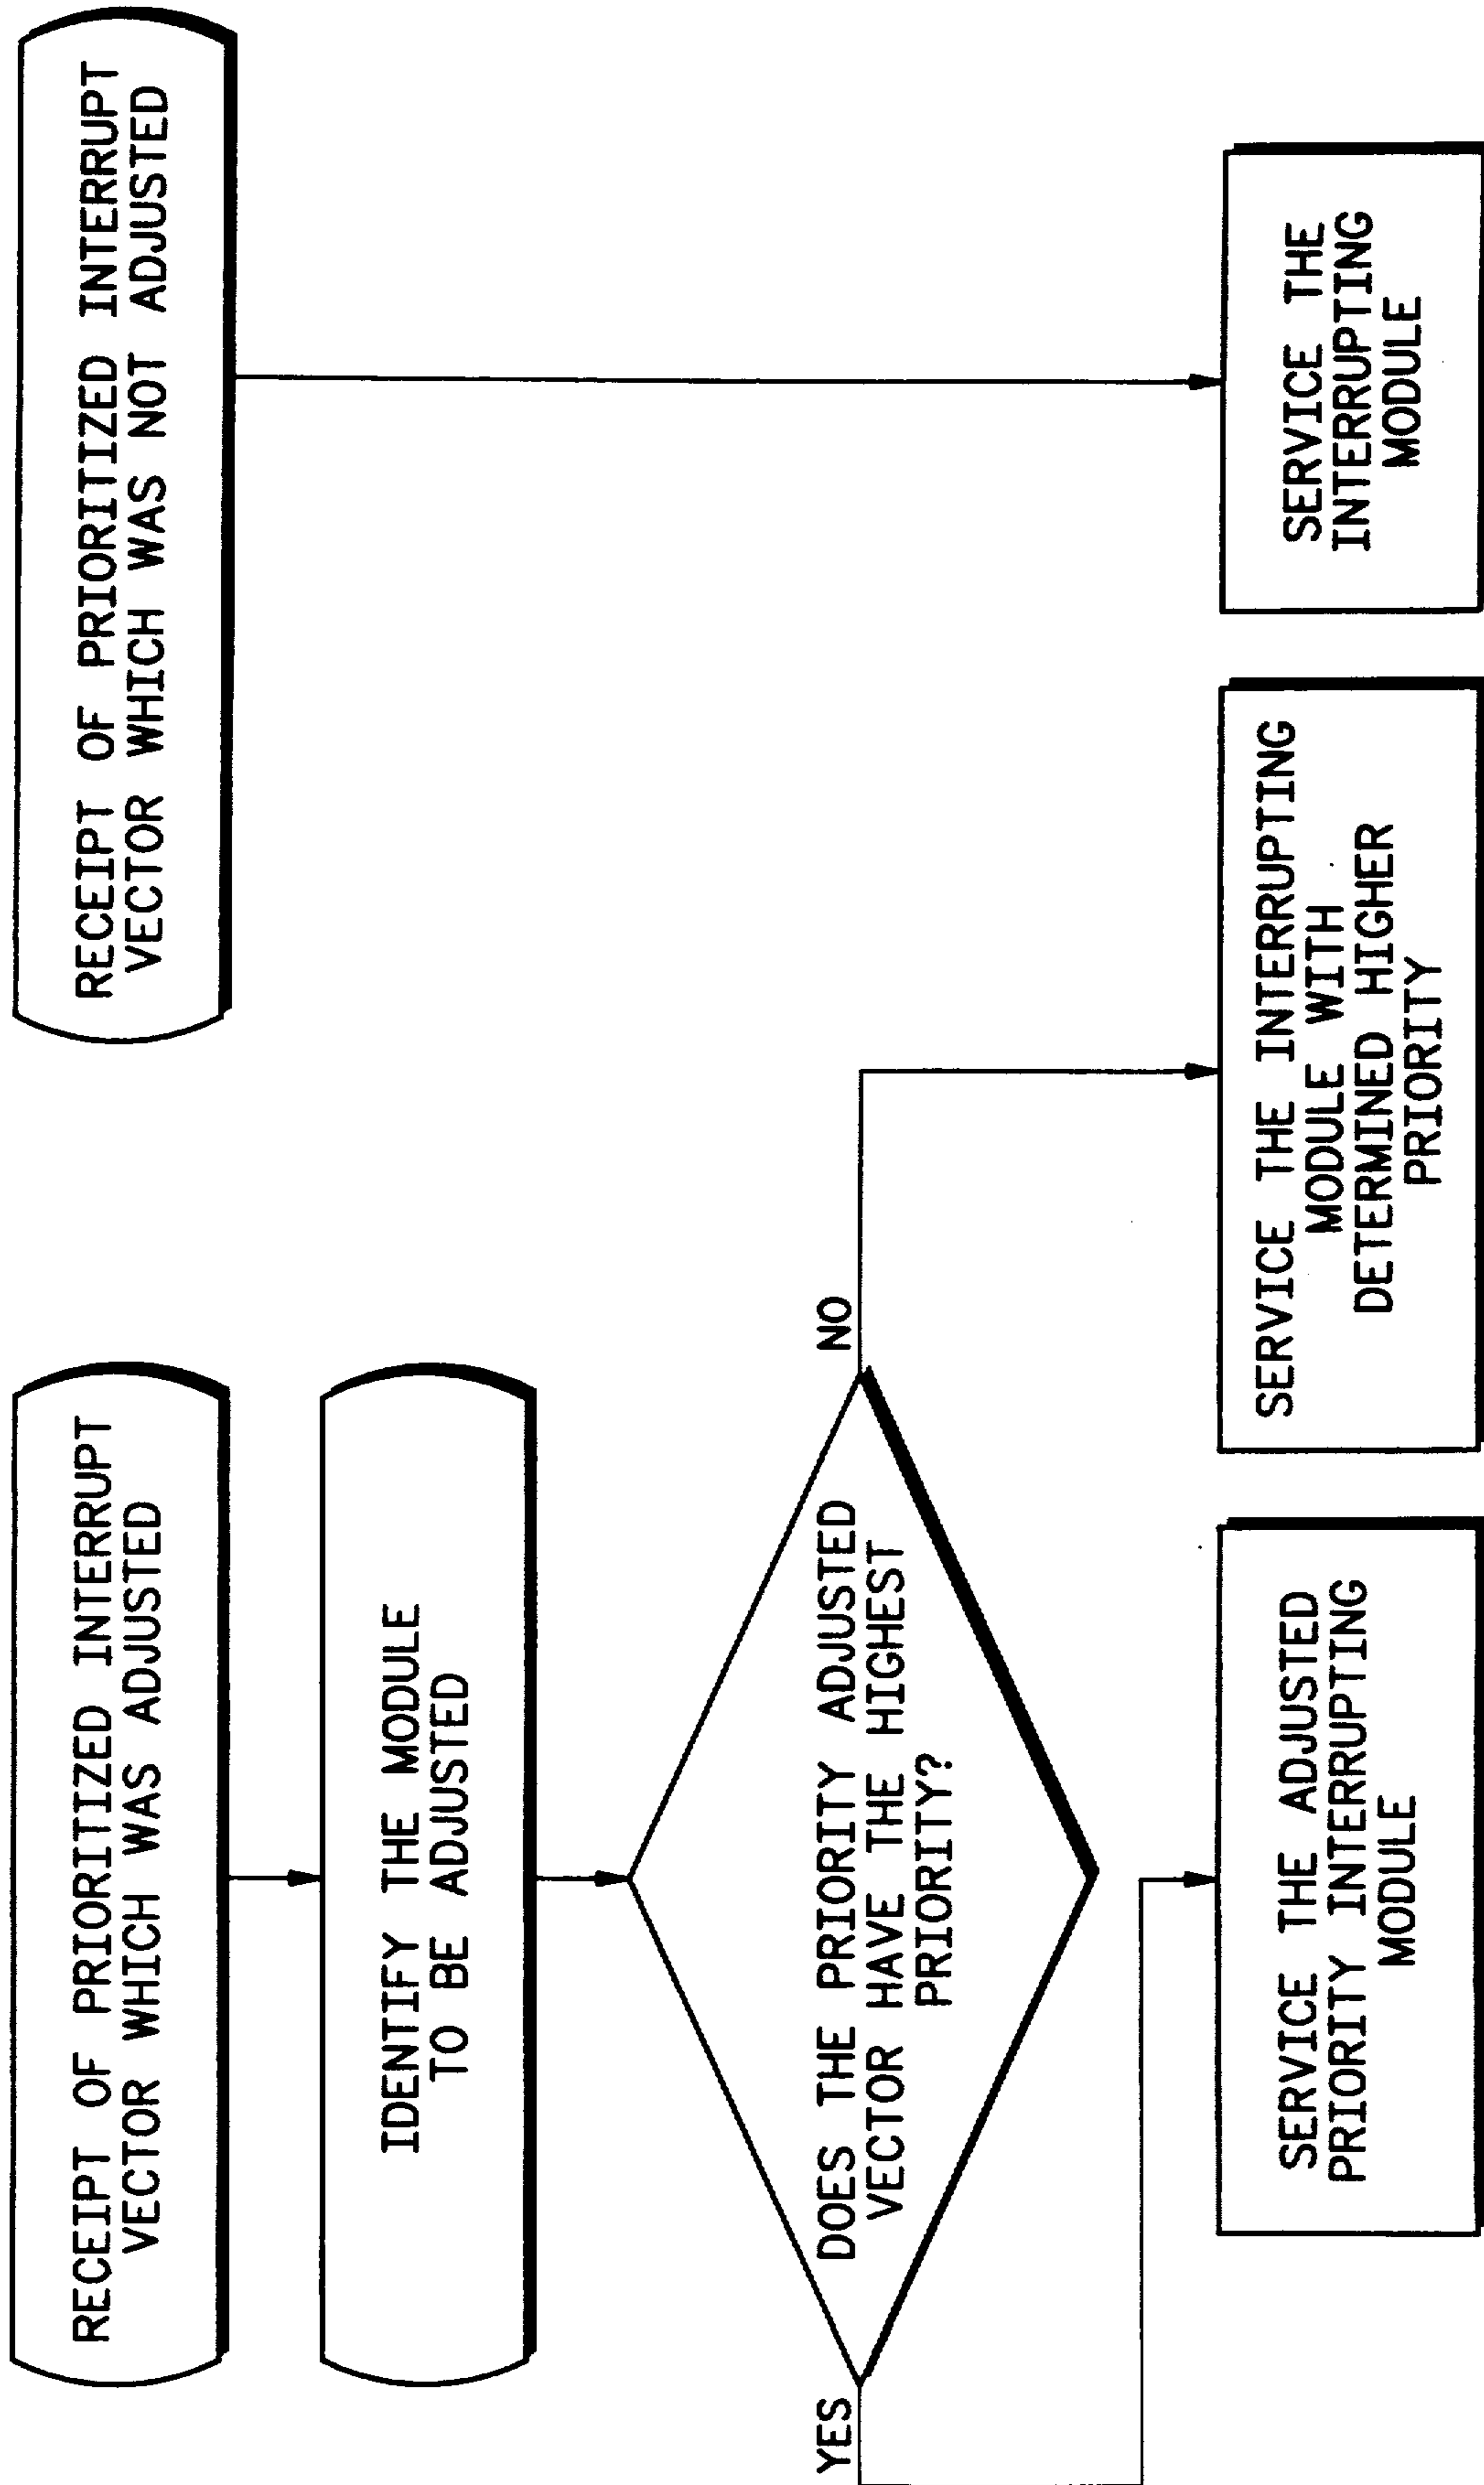 RECEIPT OF PRIORITIZED INTERRUPT
VECTOR WHICH WAS ADJUSTED
RECEIPT OF PRIORITIZED INTERRUPT
VECTOR WHICH WAS NOT ADJUSTED
IDENTIFY THE MODULE
TO BE ADJUSTED
YES
DOES THE PRIORITY ADJUSTED
VECTOR HAVE THE HIGHEST
PRIORITY?
NO
SERVICE THE ADJUSTED
PRIORITY INTERRUPTING
MODULE
SERVICE THE INTERRUPTING
MODULE WITH
DETERMINED HIGHER
PRIORITY
SERVICE THE
INTERRUPTING
MODULE